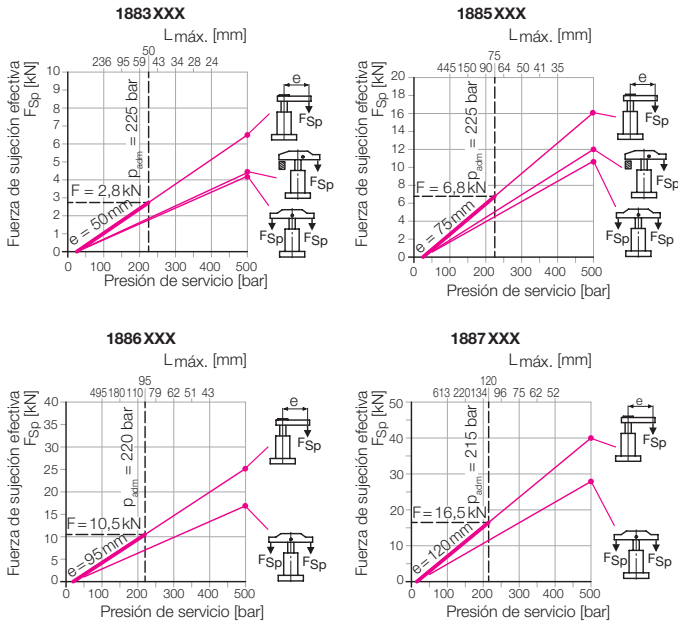 1883XXX
Lmáx. [mm]
50
236 95 59 43 34 28 24
Fuerza de sujeción efectiva
FSp [kN]
10
9
8
7
6
5
4
3
2
1
0
padm = 225 bar
F = 2,8 kN
e = 50mm
e
FSp
FSp
FSp FSp
0 100 200 300 400 500
Presión de servicio [bar]
1885XXX
Lmáx. [mm]
75
445 150 90 64 50 41 35
Fuerza de sujeción efectiva
FSp [kN]
20
18
16
14
12
10
8
6
4
2
0
padm = 225 bar
F = 6,8 kN
e = 75mm
e
FSp
FSp
FSp FSp
0 100 200 300 400 500
Presión de servicio [bar]
1886XXX
Lmáx. [mm]
95
495 180 110 79 62 51 43
Fuerza de sujeción efectiva
FSp [kN]
40
35
30
25
20
15
10
5
0
padm = 220 bar
F = 10,5 kN
e = 95mm
e
FSp
FSp FSp
0 100 200 300 400 500
Presión de servicio [bar]
1887XXX
Lmáx. [mm]
120
613 220 134 96 75 62 52
Fuerza de sujeción efectiva
FSp [kN]
50
40
30
20
10
0
padm = 215 bar
F = 16,5 kN
e = 120mm
e
FSp
FSp FSp
0 100 200 300 400 500
Presión de servicio [bar]